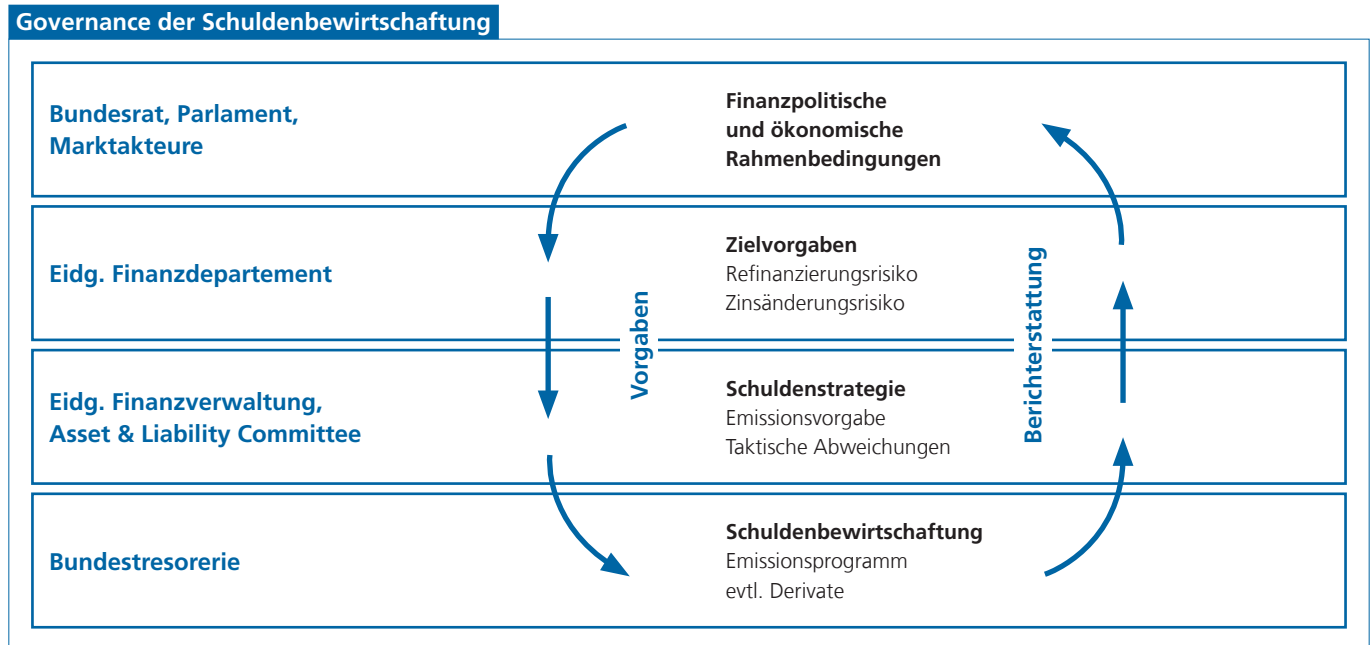 Governance der Schuldenbewirtschaftung
Bundesrat, Parlament,
Marktakteure
Finanzpolitische
und ökonomische
Rahmenbedingungen
Eidg. Finanzdepartement
Zielvorgaben
Refinanzierungsrisiko
Zinsänderungsrisiko
Vorgaben
Berichterstattung
Eidg. Finanzverwaltung,
Asset & Liability Committee
Schuldenstrategie
Emissionsvorgabe
Taktische Abweichungen
Bundestresorerie
Schuldenbewirtschaftung
Emissionsprogramm
evtl. Derivate